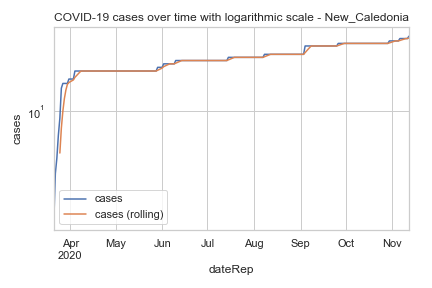 COVID-19 cases over time with logarithmic scale - New_Caledonia
cases
10¹
cases
cases (rolling)
Apr May Jun Jul Aug Sep Oct Nov
2020
dateRep